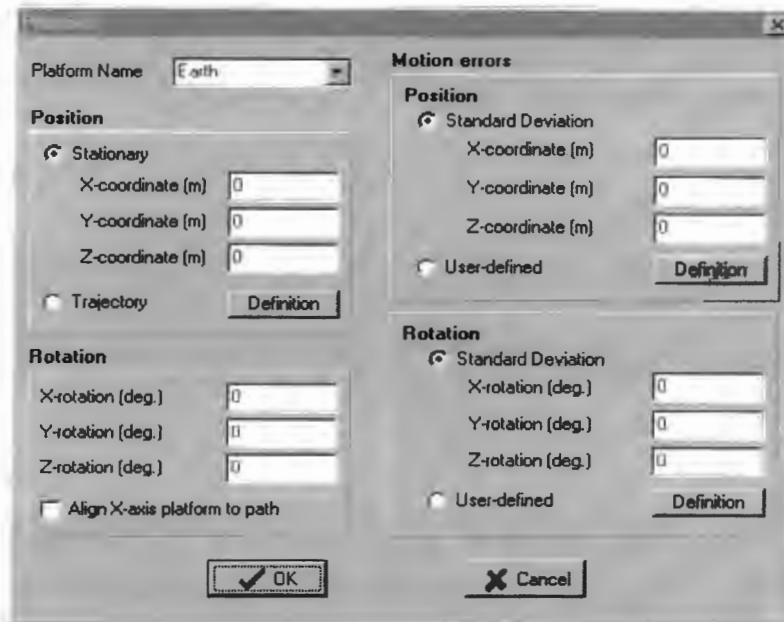 Platform Name Earth
Position
Stationary
X-coordinate (m) 0
Y-coordinate (m) 0
Z-coordinate (m) 0
Trajectory Definition
Rotation
X-rotation (deg.) 0
Y-rotation (deg.) 0
Z-rotation (deg.) 0
Align X-axis platform to path
Motion errors
Position
Standard Deviation
X-coordinate (m) 0
Y-coordinate (m) 0
Z-coordinate (m) 0
User-defined Definition
Rotation
Standard Deviation
X-rotation (deg.) 0
Y-rotation (deg.) 0
Z-rotation (deg.) 0
User-defined Definition
OK
Cancel